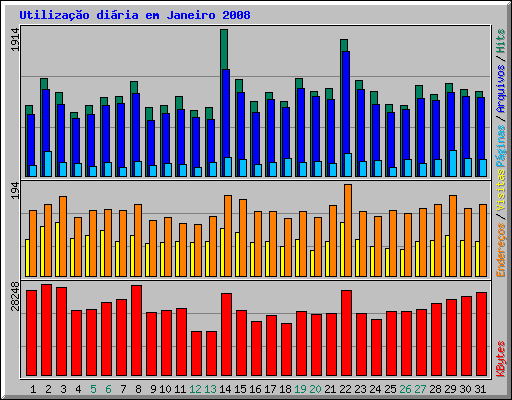 Utilização diária em Janeiro 2008
1914
194
28248
Endereços / visitas Páginas / Arquivos / Hits
KBytes
1 2 3 4 5 6 7 8 9 10 11 12 13 14 15 16 17 18 19 20 21 22 23 24 25 26 27 28 29 30 31